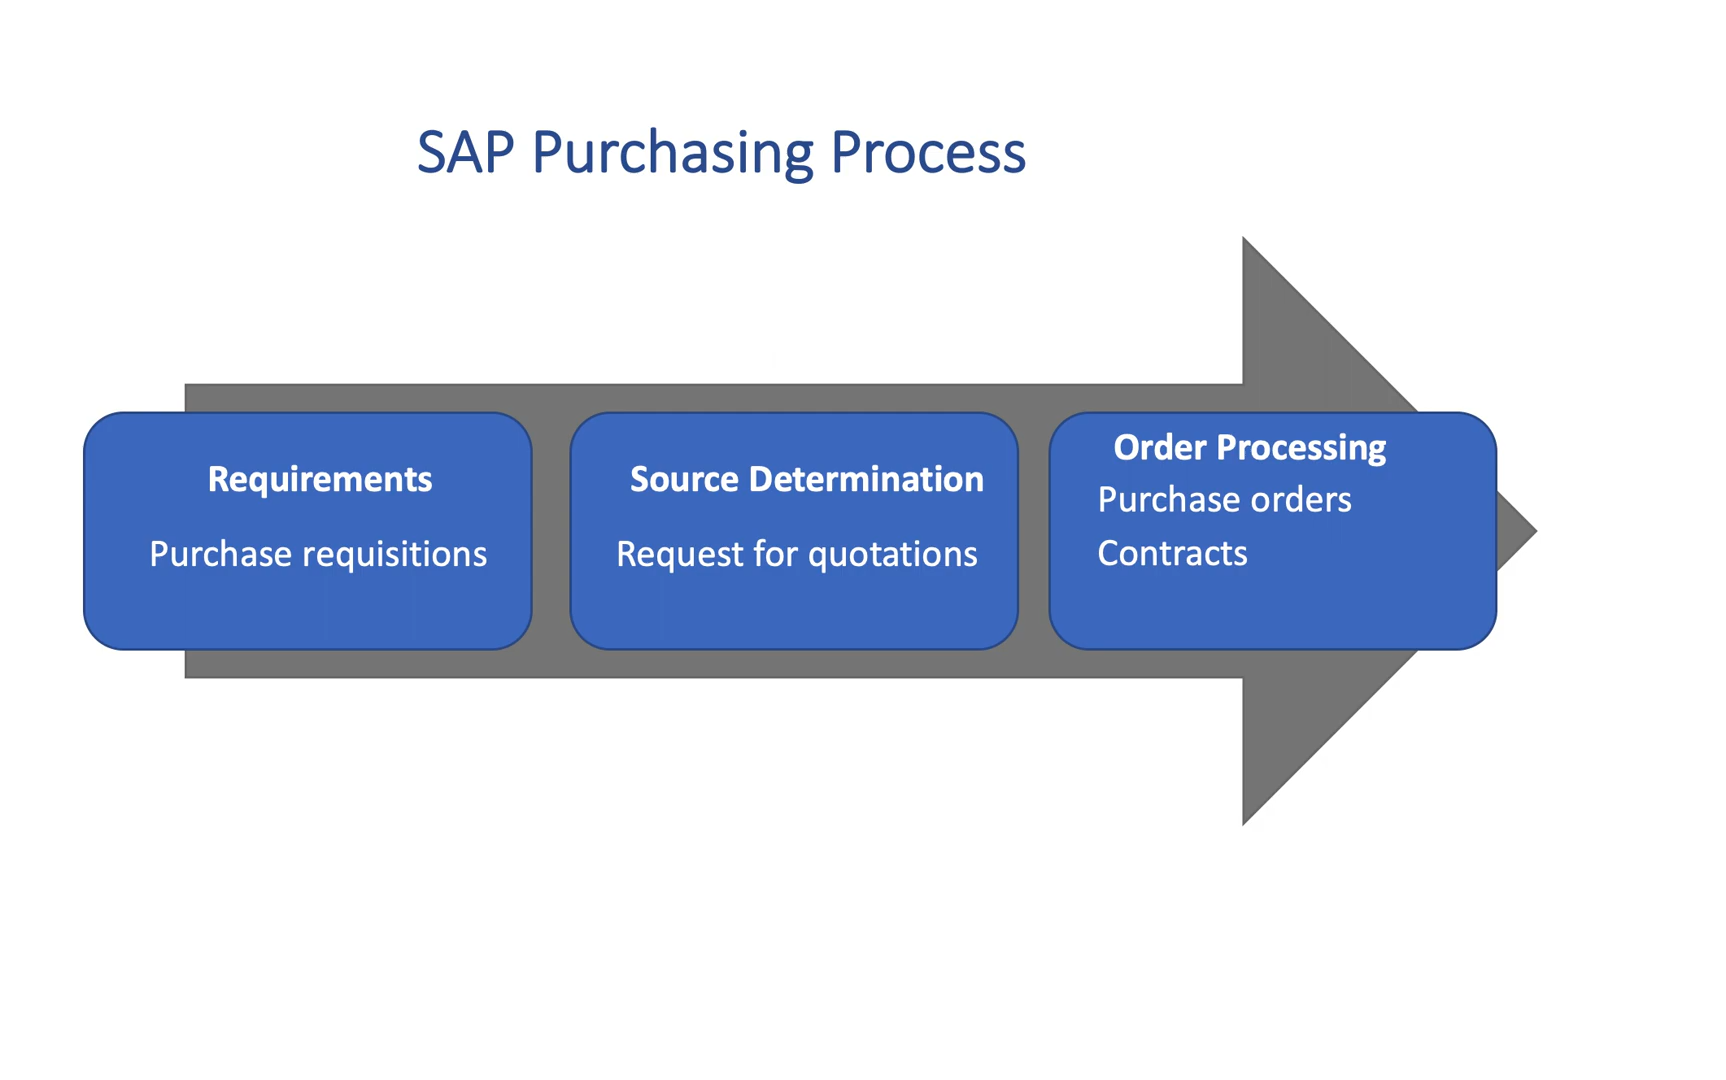 SAP Purchasing Process
Requirements
Purchase requisitions
Source Determination
Request for quotations
Order Processing
Purchase orders
Contracts